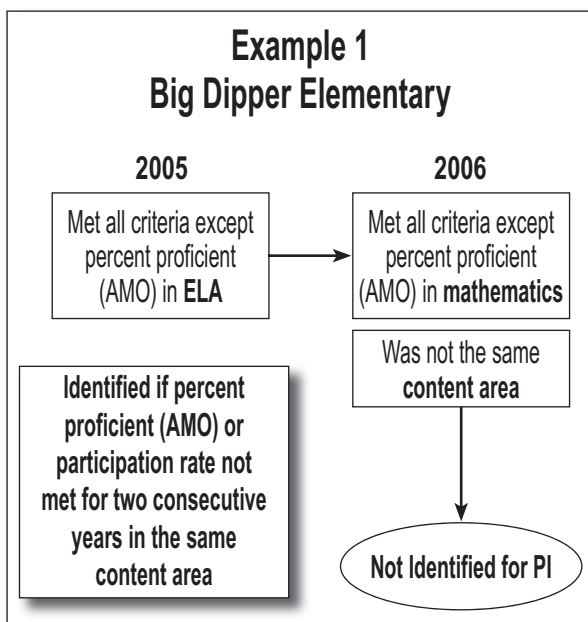 Example 1
Big Dipper Elementary
2005
Met all criteria except
percent proficient
(AMO) in ELA
2006
Met all criteria except
percent proficient
(AMO) in mathematics
Was not the same
content area
Identified if percent
proficient (AMO) or
participation rate not
met for two consecutive
years in the same
content area
Not Identified for PI